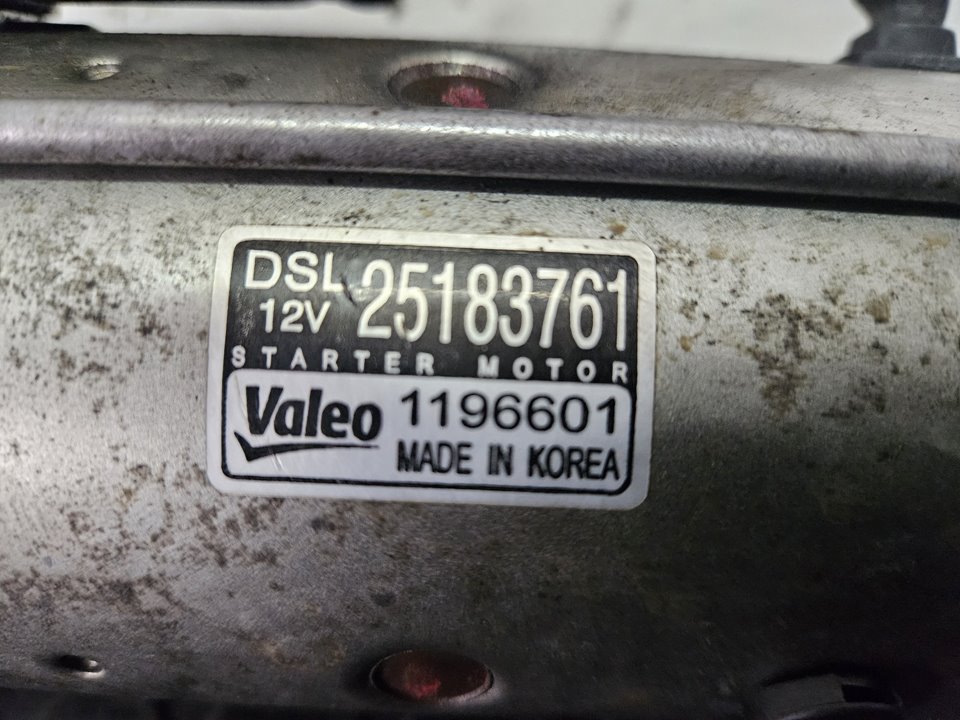 DSL 25183761
12V
STARTER MOTOR
Valeo 1196601
MADE IN KOREA